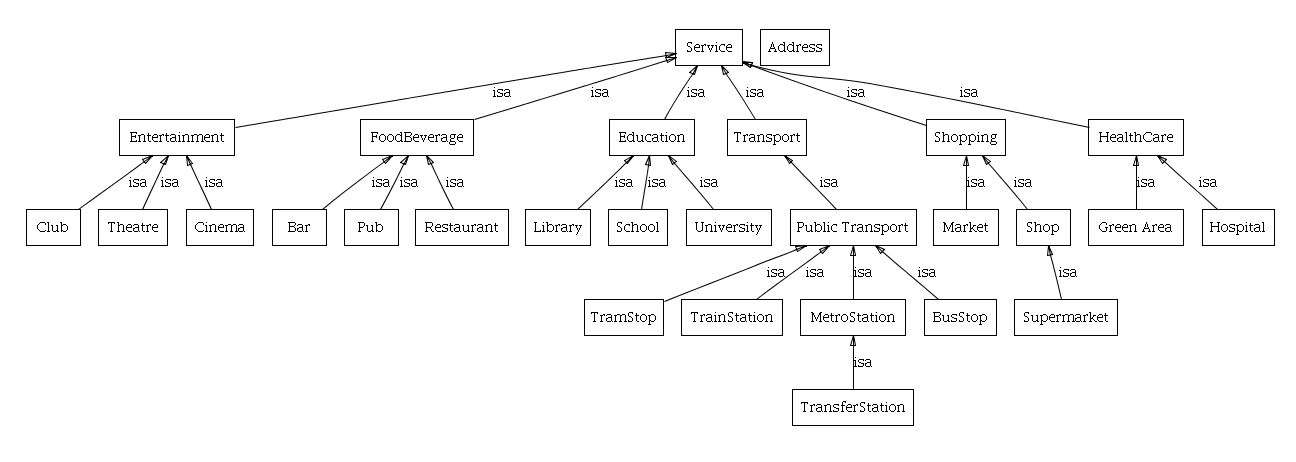 Service Address
isa isa isa isa isa isa
Entertainment FoodBeverage Education Transport Shopping HealthCare
isa isa isa isa isa isa isa isa isa isa isa isa isa isa
Club Theatre Cinema Bar Pub Restaurant Library School University Public Transport Market Shop Green Area Hospital
isa isa isa isa isa
TramStop TrainStation MetroStation BusStop Supermarket
isa
TransferStation